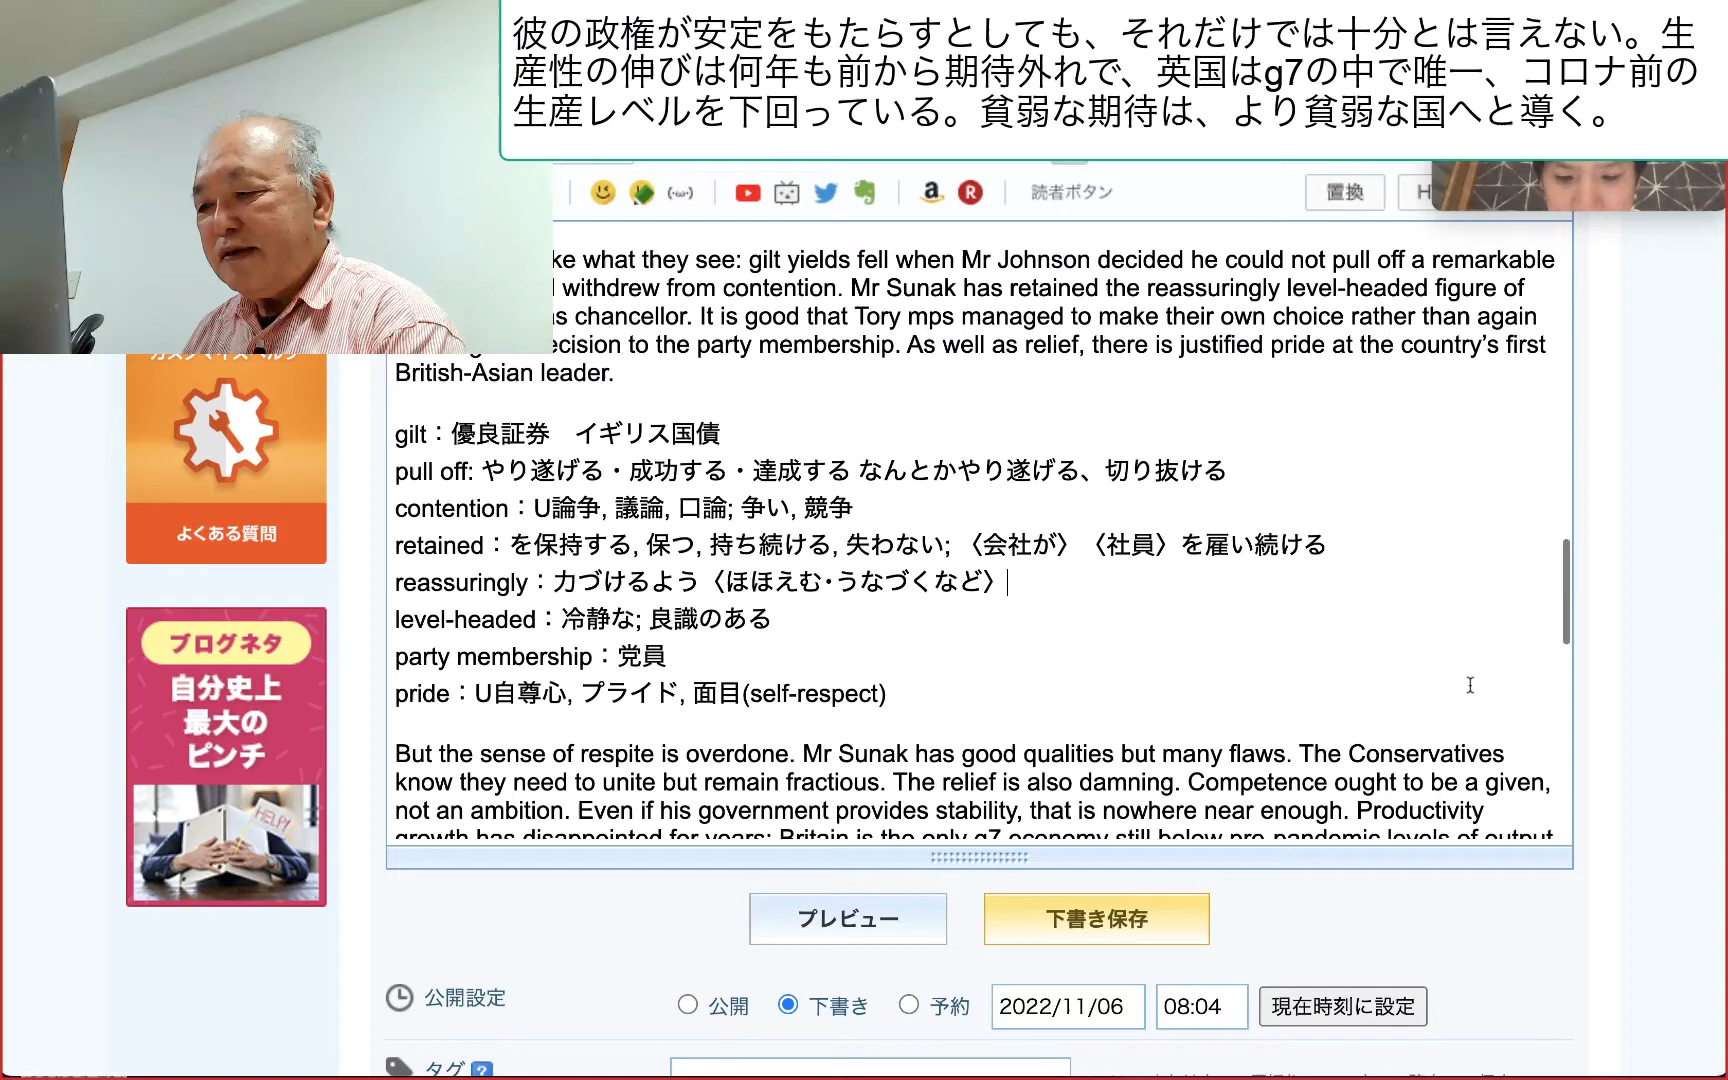 彼の政権が安定をもたらすとしても、それだけでは十分とは言えない。生
産性の伸びは何年も前から期待外れで、英国はg7の中で唯一、コロナ前の
生産レベルを下回っている。貧弱な期待は、より貧弱な国へと導く。
読者ボタン
置換
H
ke what they see: gilt yields fell when Mr Johnson decided he could not pull off a remarkable
withdrew from contention. Mr Sunak has retained the reassuringly level-headed figure of
s chancellor. It is good that Tory mps managed to make their own choice rather than again
ecision to the party membership. As well as relief, there is justified pride at the country's first
British-Asian leader.
gilt：優良証券　イギリス国債
pull off: やり遂げる・成功する・達成する なんとかやり遂げる、切り抜ける
contention：U論争, 議論, 口論; 争い, 競争
retained：を保持する, 保つ, 持ち続ける, 失わない; 〈会社が〉〈社員〉を雇い続ける
reassuringly：力づけるよう〈ほほえむ･うなづくなど〉
level-headed：冷静な; 良識のある
party membership：党員
pride：U自尊心, プライド, 面目(self-respect)
But the sense of respite is overdone. Mr Sunak has good qualities but many flaws. The Conservatives
know they need to unite but remain fractious. The relief is also damning. Competence ought to be a given,
not an ambition. Even if his government provides stability, that is nowhere near enough. Productivity
growth has disappointed for years; Britain is the only g7 economy still below pre-pandemic levels of output
よくある質問
ブログネタ
自分史上
最大の
ピンチ
HELP!
プレビュー
下書き保存
公開設定
公開
下書き
予約
2022/11/06
08:04
現在時刻に設定
タグ
?